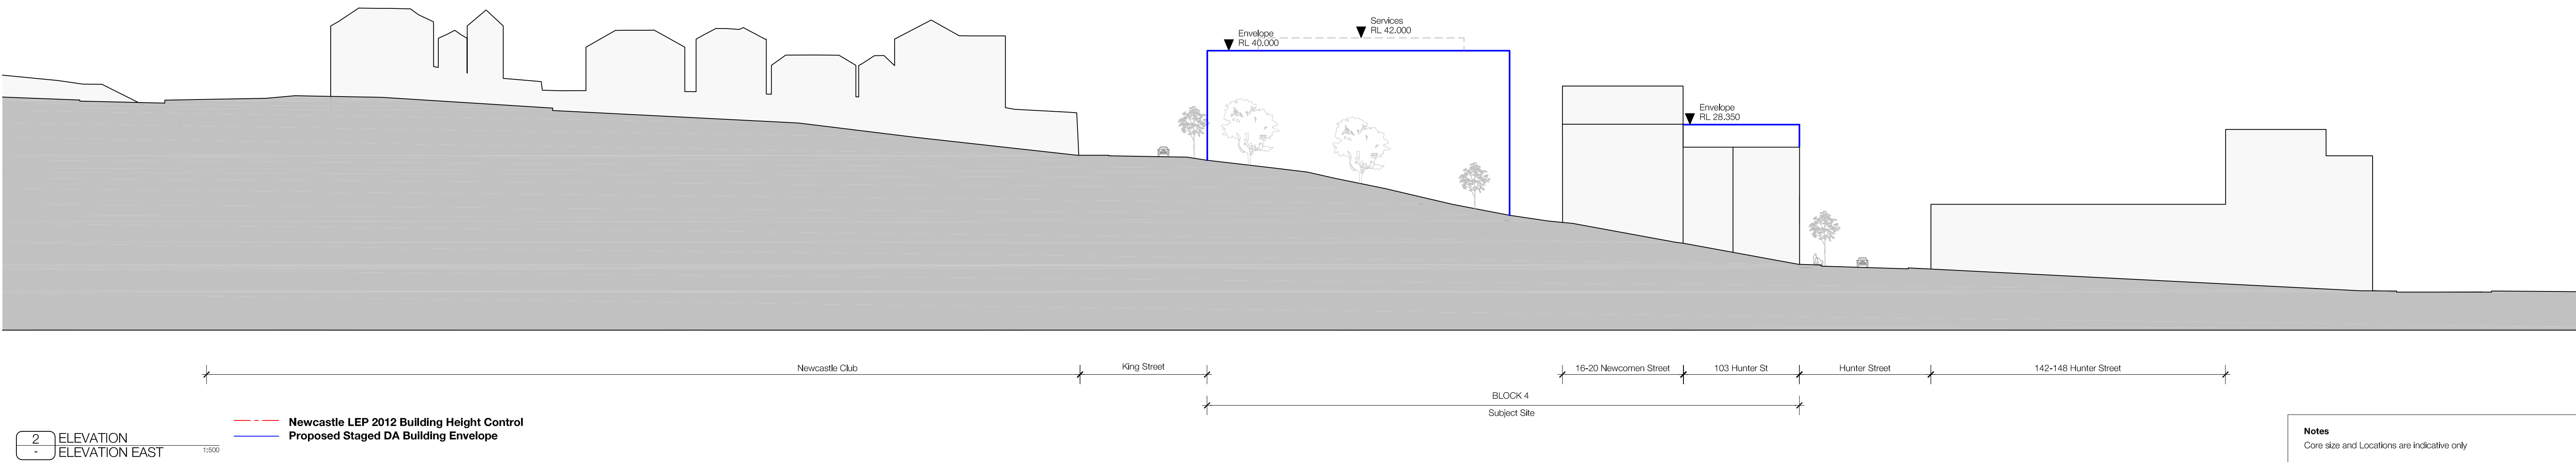 Services
RL 42.000
Envelope
RL 40.000
Envelope
RL 28.350
Newcastle Club
King Street
16-20 Newcomen Street
103 Hunter St
Hunter Street
142-148 Hunter Street
BLOCK 4
Subject Site
2
-
ELEVATION
ELEVATION EAST
1:500
Newcastle LEP 2012 Building Height Control
Proposed Staged DA Building Envelope
Notes
Core size and Locations are indicative only